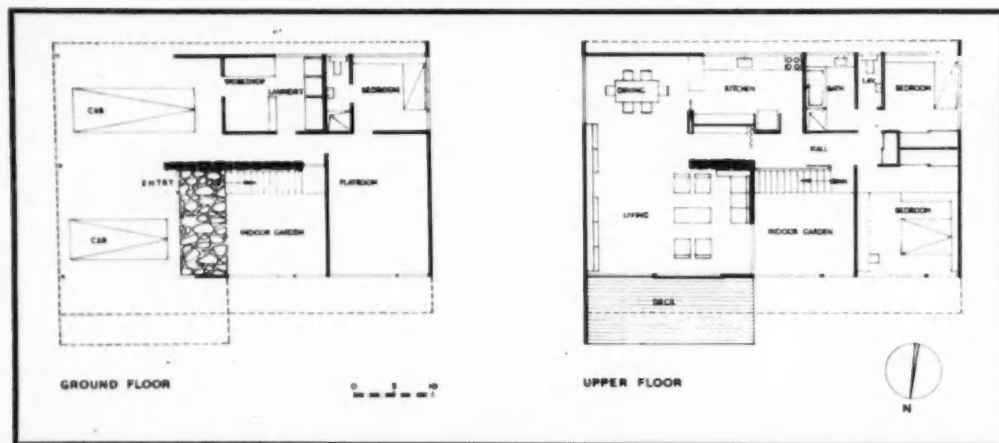 WORKSHOP
LAUNDRY
BEDROOM
CAR
ENTRY
PLAYROOM
CAR
INDOOR GARDEN
GROUND FLOOR
0 5 10
DINING
KITCHEN
BATH
LAV.
BEDROOM
HALL
LIVING
INDOOR GARDEN
BEDROOM
DECK
UPPER FLOOR
N